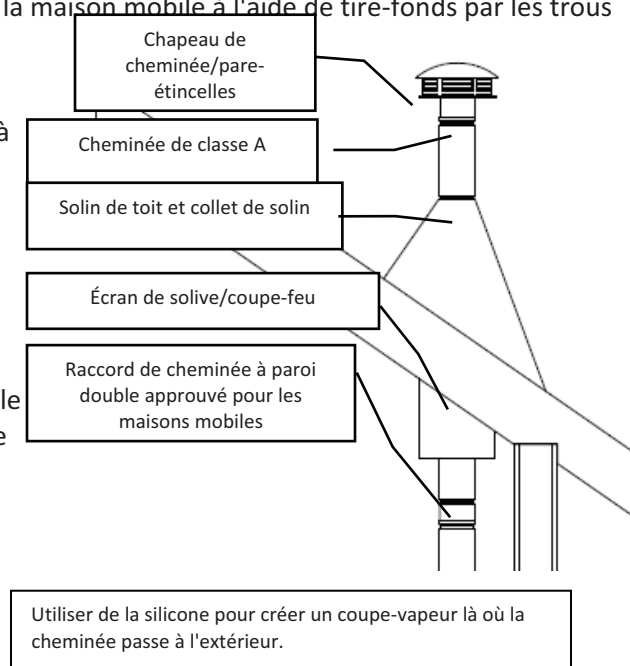 la maison mobile à l'aide de tire-fonds par les trous
Chapeau de
cheminée/pare-
étincelles
à
Cheminée de classe A
Solin de toit et collet de solin
Écran de solive/coupe-feu
Raccord de cheminée à paroi
double approuvé pour les
maisons mobiles
le
e
Utiliser de la silicone pour créer un coupe-vapeur là où la
cheminée passe à l'extérieur.